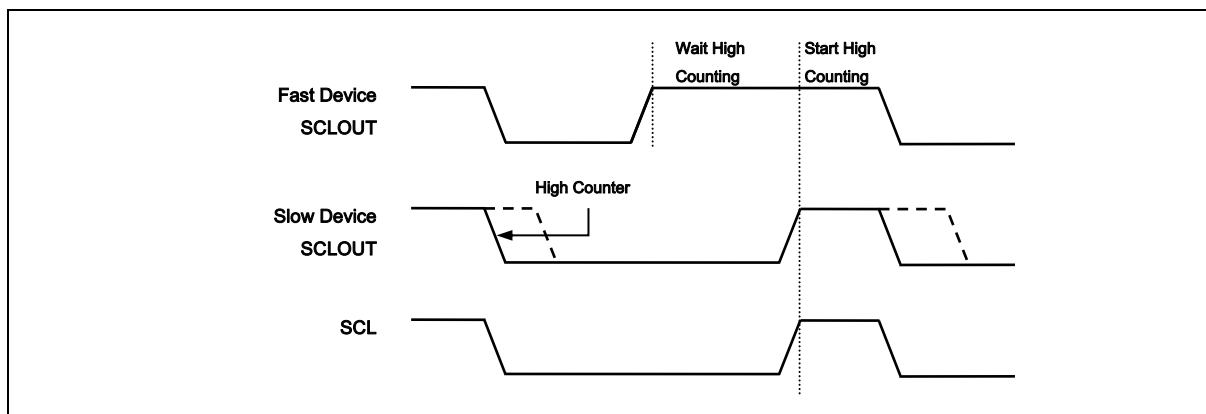 Wait High
Counting
Start High
Counting
Fast Device
SCLOUT
High Counter
Slow Device
SCLOUT
SCL